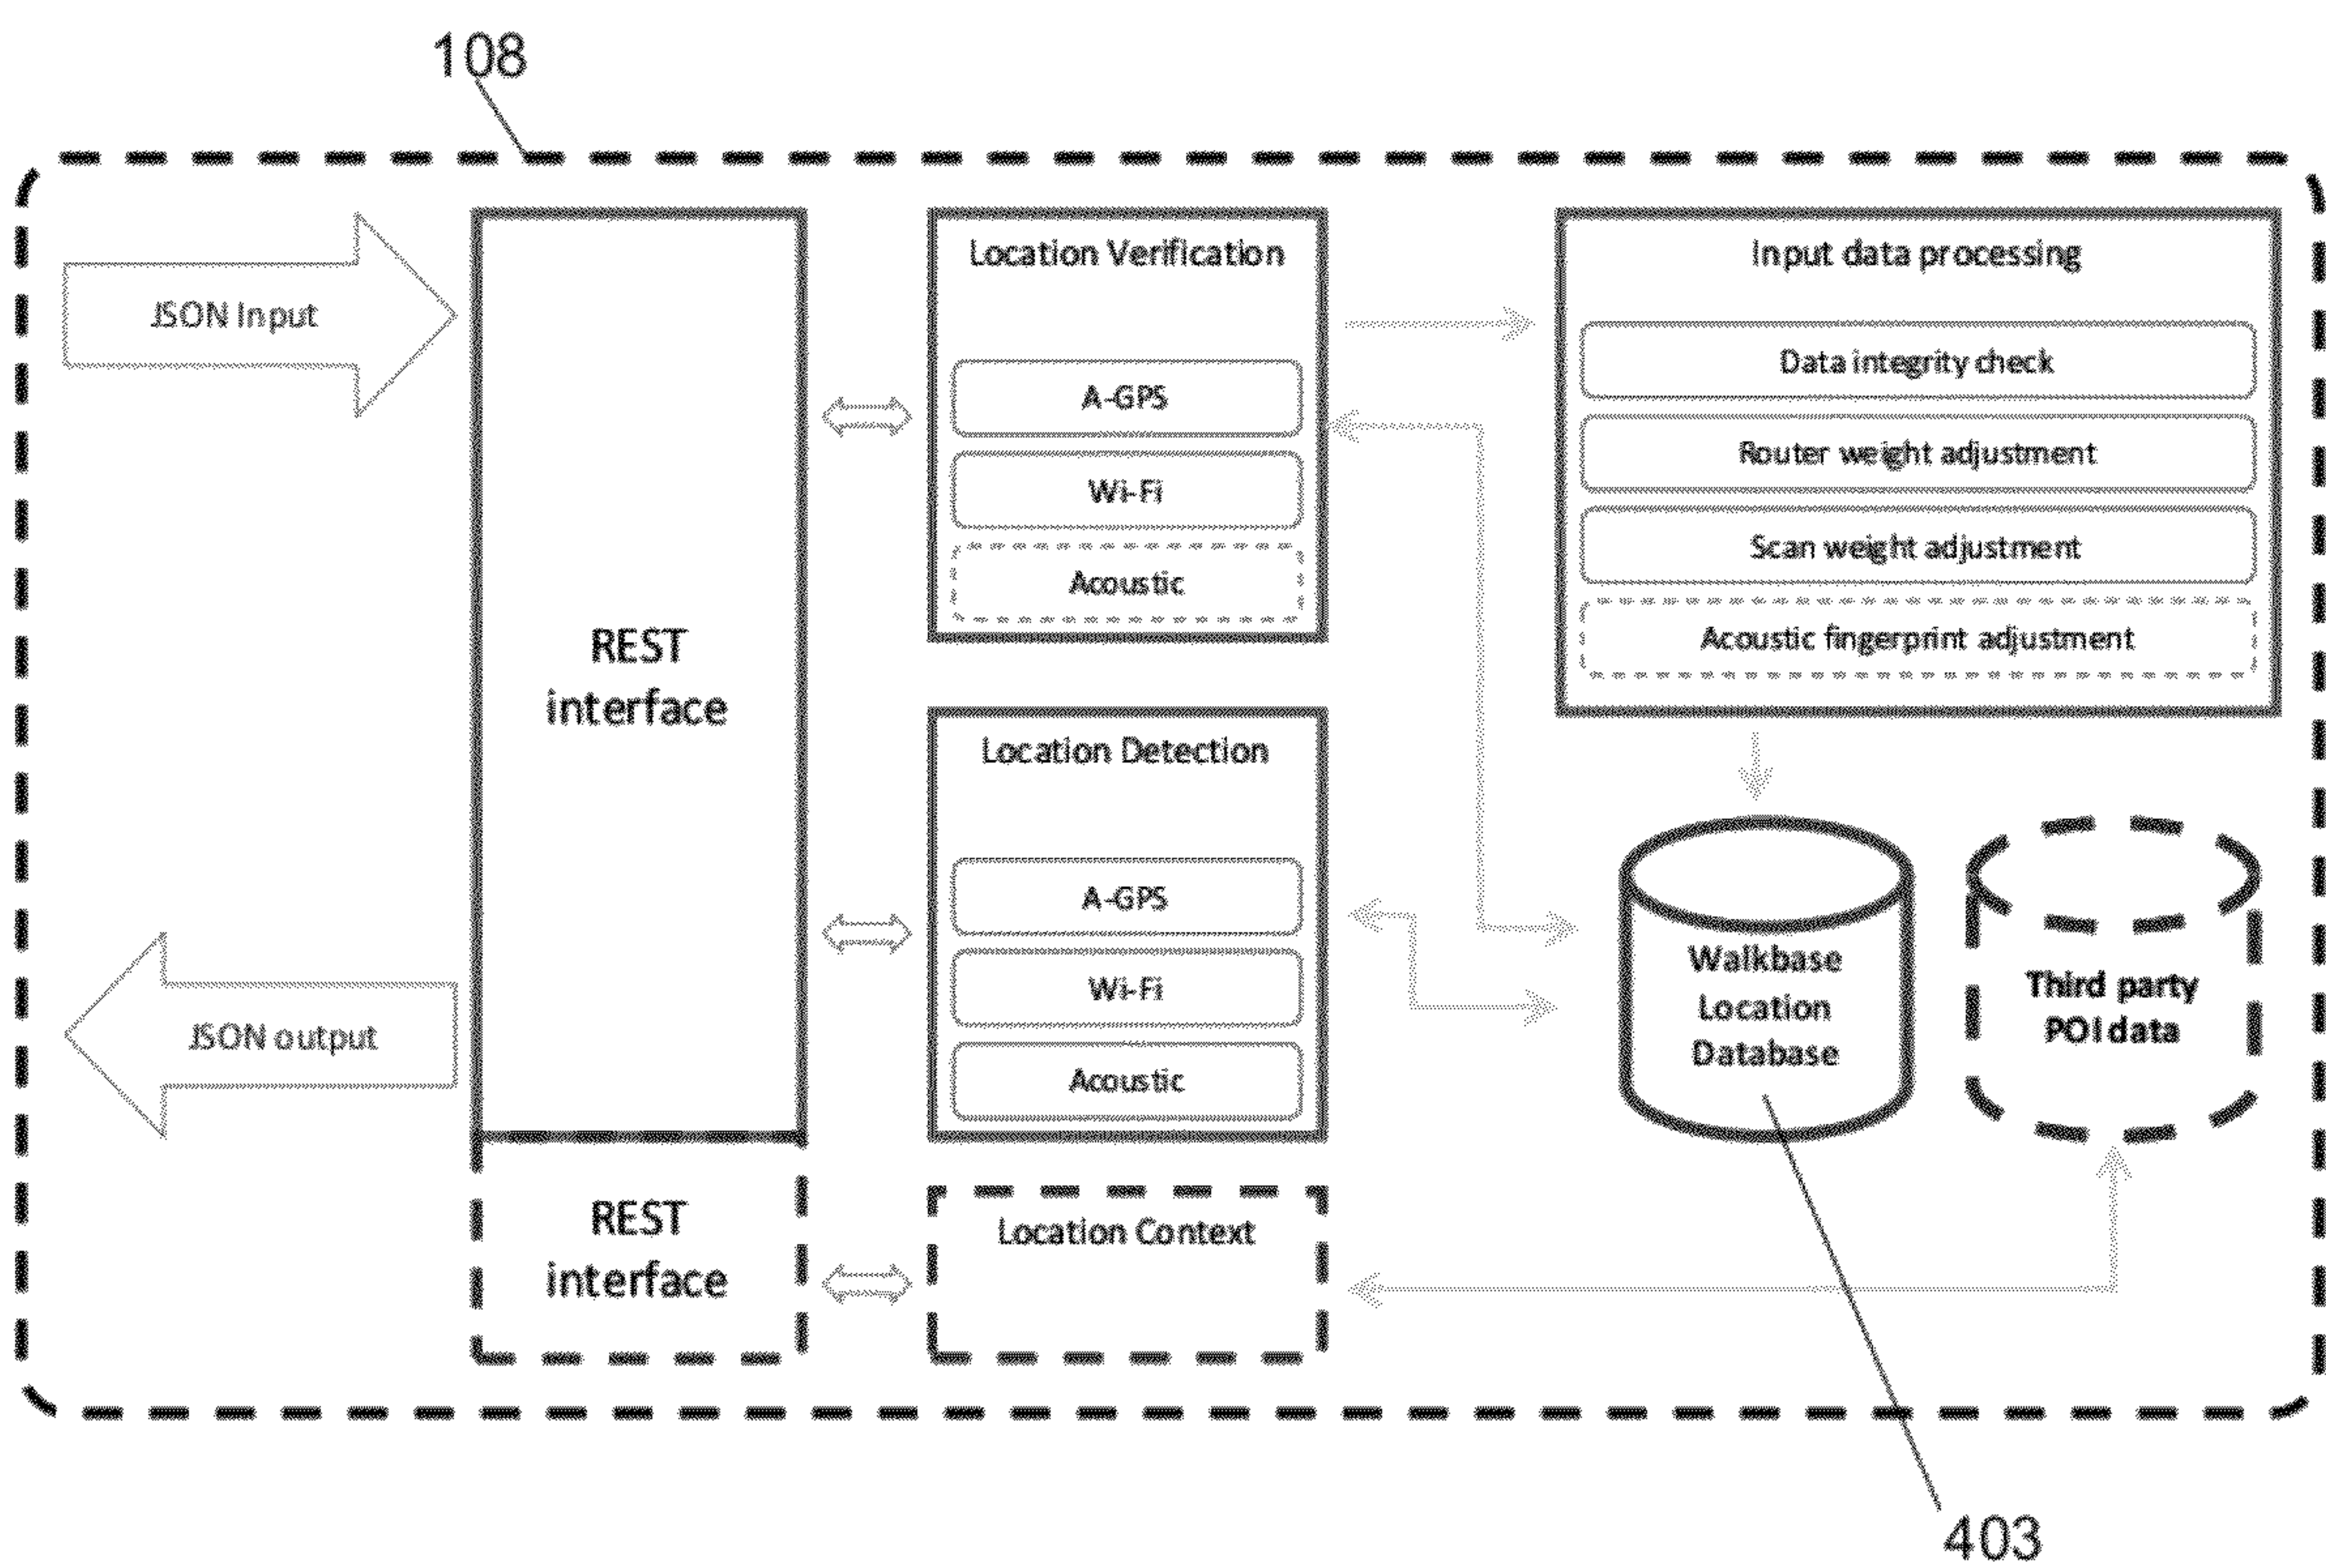 108
JSON Input
REST
interface
JSON output
REST
interface
Location Verification
A-GPS
Wi-Fi
Acoustic
Location Detection
A-GPS
Wi-Fi
Acoustic
Location Context
Input data processing
Data integrity check
Router weight adjustment
Scan weight adjustment
Acoustic fingerprint adjustment
Walkbase
Location
Database
Third party
POI data
403